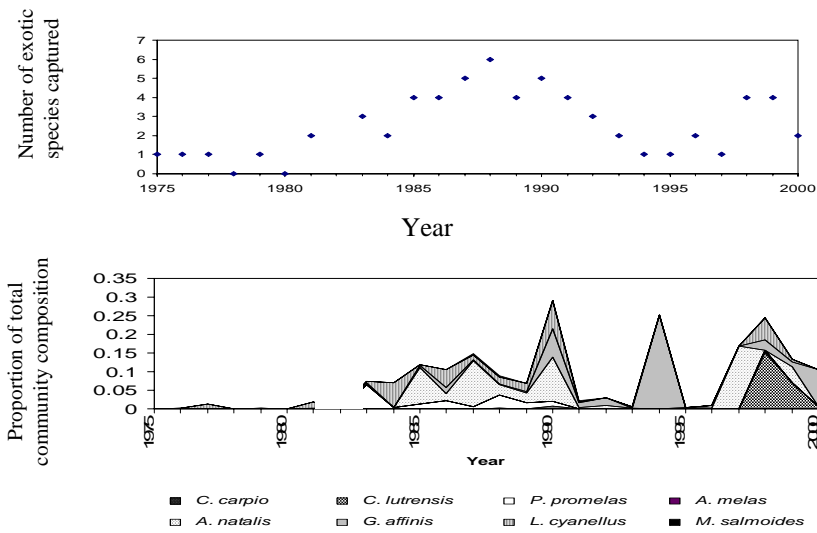 Number of exotic
species captured
7
6
5
4
3
2
1
0
1975 1980 1985 1990 1995 2000
Year
Proportion of total
community composition
0.35
0.3
0.25
0.2
0.15
0.1
0.05
0
1975 1980 1985 1990 1995 2000
Year
C. carpio C. lutrensis P. promelas A. melas
A. natalis G. affinis L. cyanellus M. salmoides